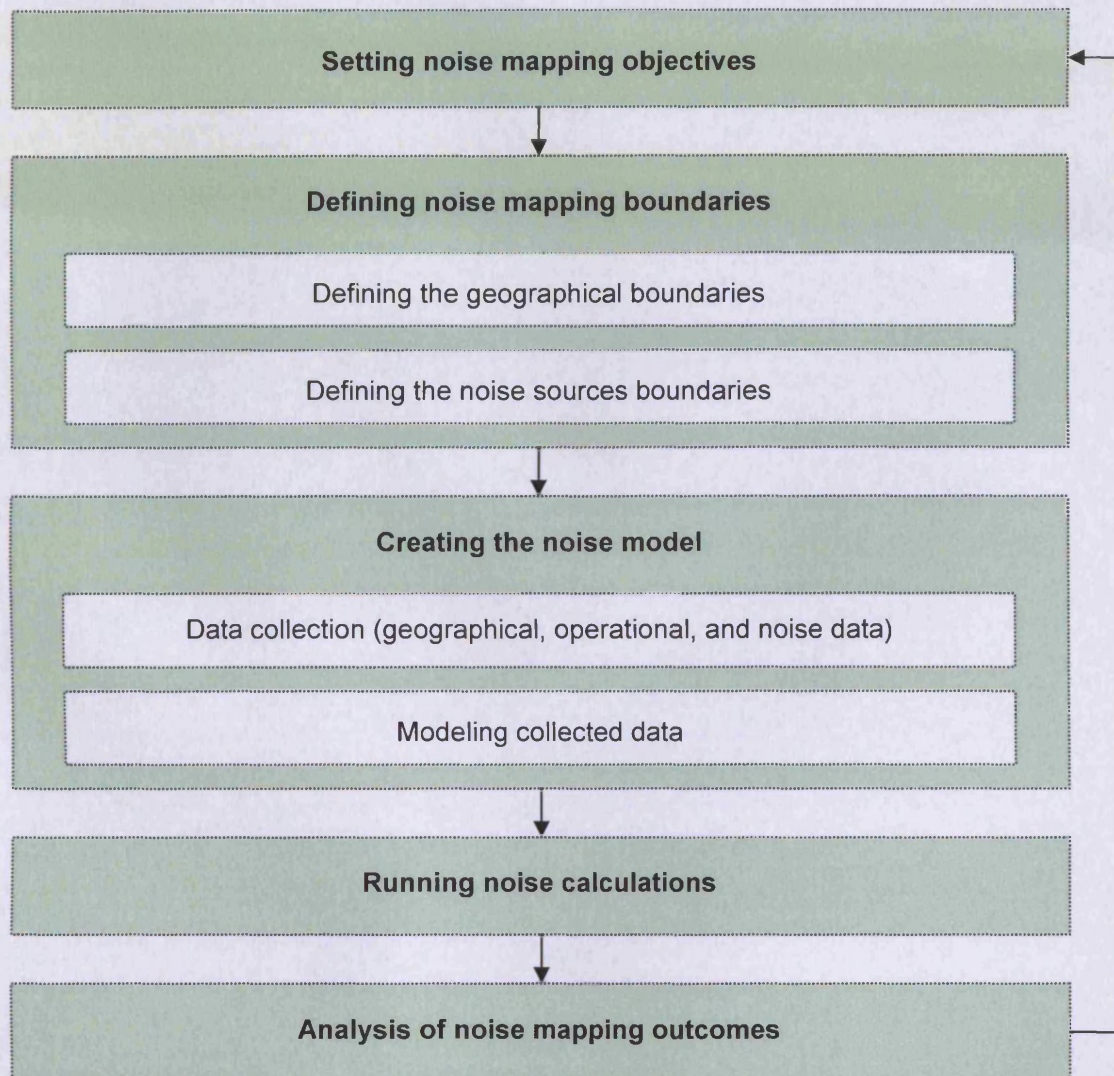 Setting noise mapping objectives
Defining noise mapping boundaries
Defining the geographical boundaries
Defining the noise sources boundaries
Creating the noise model
Data collection (geographical, operational, and noise data)
Modeling collected data
Running noise calculations
Analysis of noise mapping outcomes